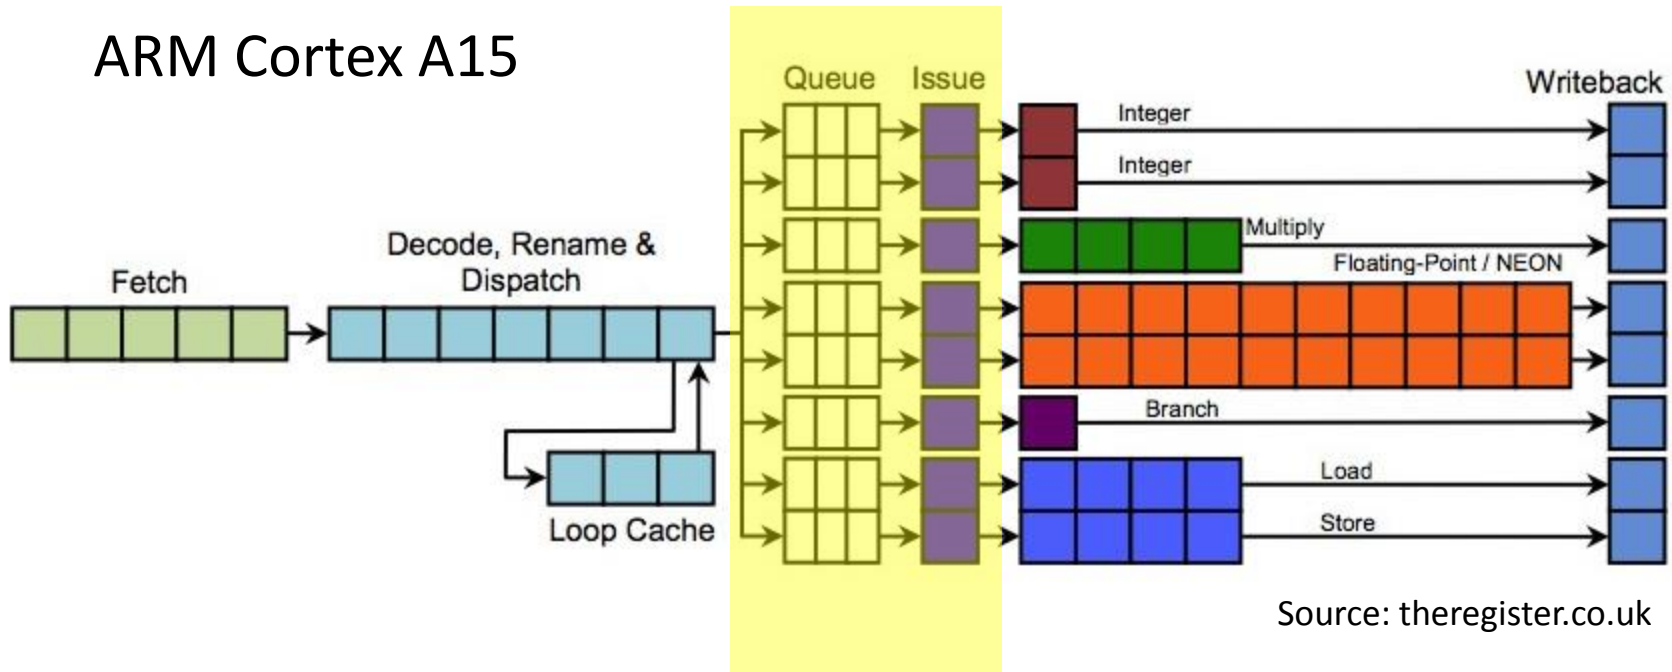 ARM Cortex A15
Queue
Issue
Writeback
Integer
Integer
Multiply
Floating-Point / NEON
Decode, Rename &
Dispatch
Fetch
Branch
Load
Store
Loop Cache
Source: theregister.co.uk